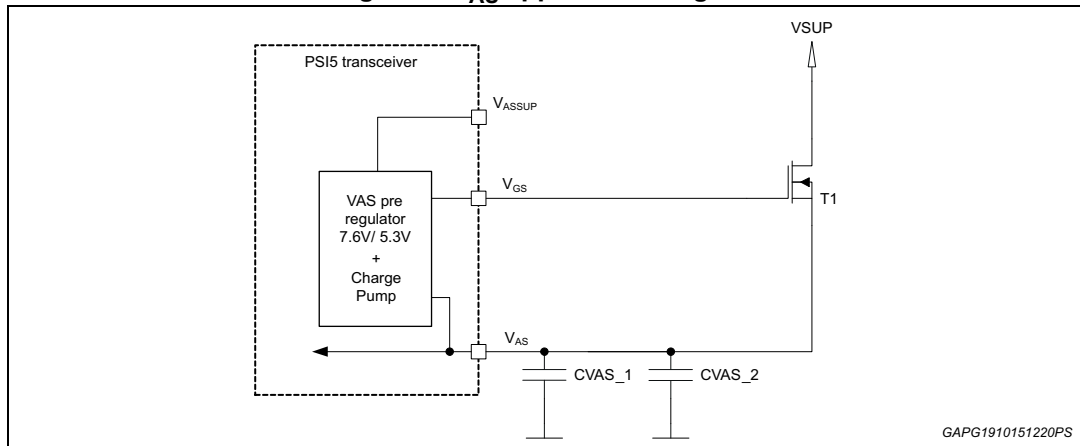 VSUP
PSI5 transceiver
VASSUP
VAS pre
regulator
7.6V/ 5.3V
+
Charge
Pump
VGS
T1
VAS
CVAS_1
CVAS_2
GAPG1910151220PS